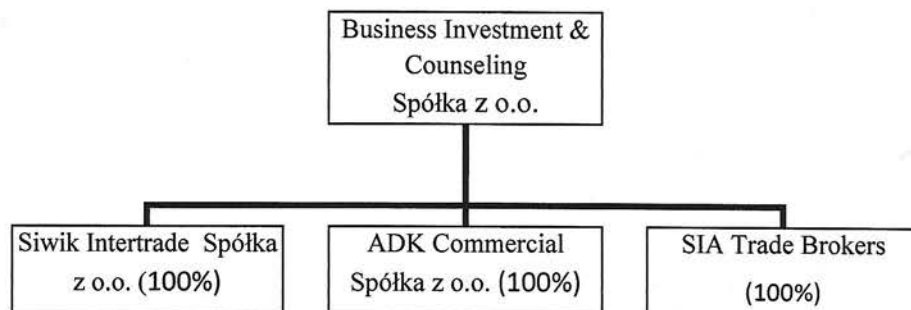 Business Investment &
Counseling
Spółka z o.o.
Siwik Intertrade Spółka
z o.o. (100%)
ADK Commercial
Spółka z o.o. (100%)
SIA Trade Brokers
(100%)